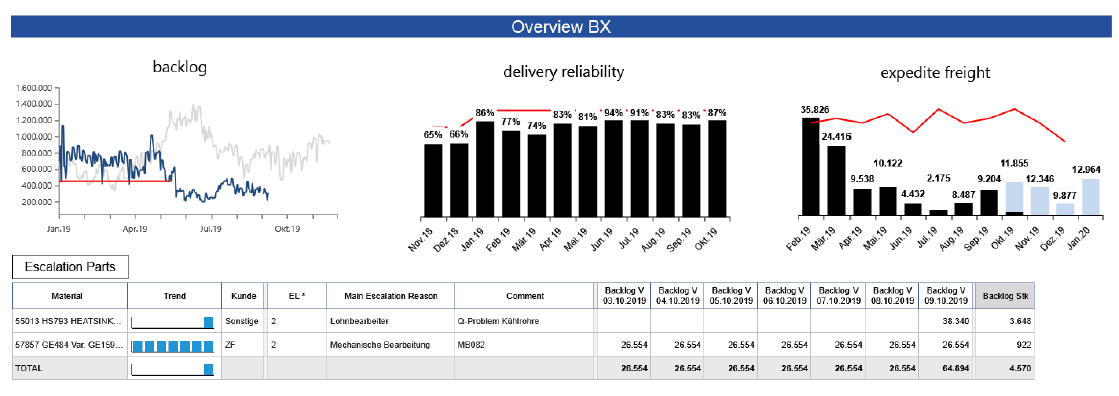 Overview BX
backlog
delivery reliability
expedite freight
1.600.000
1.400.000
1.200.000
1.000.000
800.000
600.000
400.000
200.000
Jan.19 Apr.19 Jul.19 Okt.19
65% 66% 86% 77% 74% 83% 81% 94% 91% 83% 83% 87%
Nov.18 Dez.18 Jan.19 Feb.19 Mär.19 Apr.19 Mai.19 Jun.19 Jul.19 Aug.19 Sep.19 Okt.19
35.826 24.416 9.538 10.122 4.432 2.175 8.487 9.204 11.855 12.346 9.877 12.964
Feb.19 Mär.19 Apr.19 Mai.19 Jun.19 Jul.19 Aug.19 Sep.19 Okt.19 Nov.19 Dez.19 Jan.20
Escalation Parts
Material Trend Kunde EL * Main Escalation Reason Comment Backlog V 03.10.2019 Backlog V 04.10.2019 Backlog V 05.10.2019 Backlog V 06.10.2019 Backlog V 07.10.2019 Backlog V 08.10.2019 Backlog V 09.10.2019 Backlog Stk
55013 HS793 HEATSINK... Sonstige 2 Lohnbearbeiter Q-Problem Kühlrohre 38.340 3.648
57857 GE484 Var. GE159... ZF 2 Mechanische Bearbeitung MB082 26.554 26.554 26.554 26.554 26.554 26.554 26.554 922
TOTAL 26.554 26.554 26.554 26.554 26.554 26.554 64.894 4.570